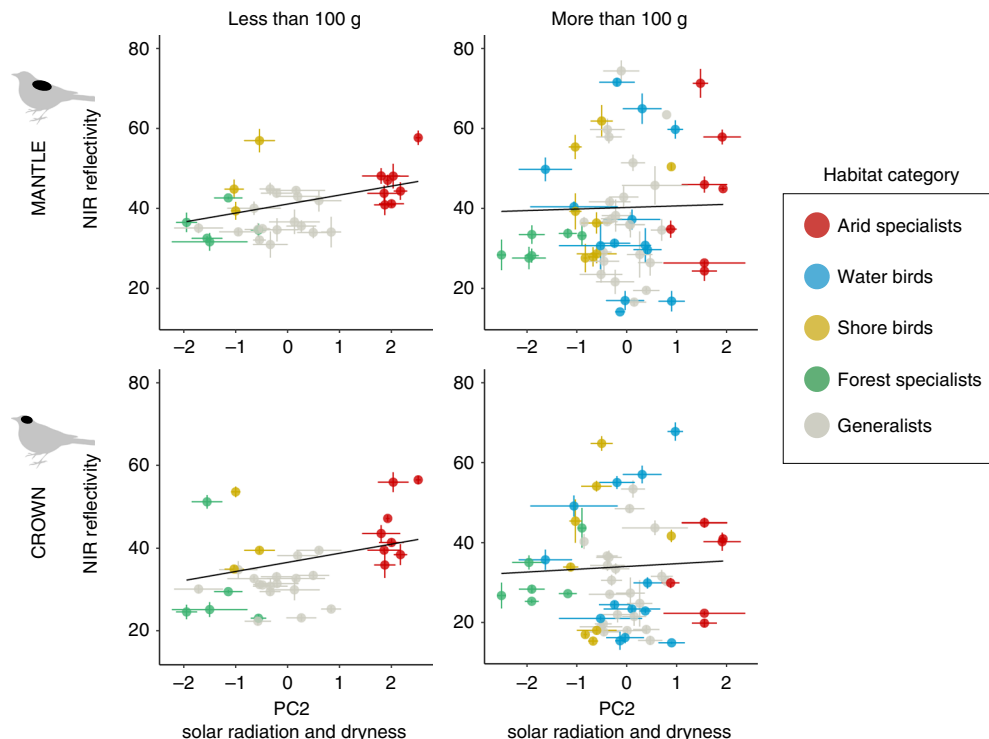 Less than 100 g
More than 100 g
MANTLE
NIR reflectivity
80
60
40
20
−2
−1
0
1
2
80
60
40
20
−2
−1
0
1
2
CROWN
NIR reflectivity
80
60
40
20
−2
−1
0
1
2
PC2
solar radiation and dryness
80
60
40
20
−2
−1
0
1
2
PC2
solar radiation and dryness
Habitat category
Arid specialists
Water birds
Shore birds
Forest specialists
Generalists